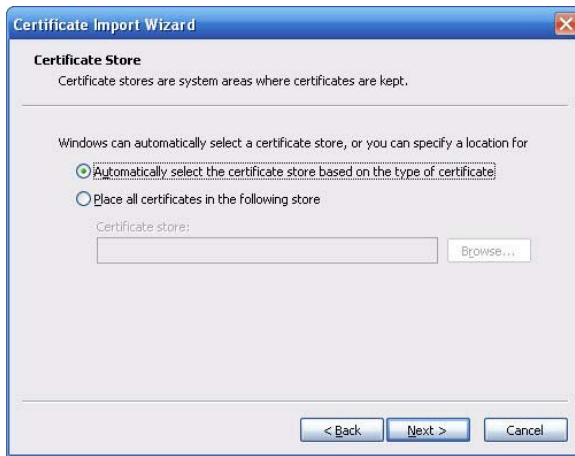 Certificate Import Wizard
Certificate Store
Certificate stores are system areas where certificates are kept.
Windows can automatically select a certificate store, or you can specify a location for
Automatically select the certificate store based on the type of certificate
Place all certificates in the following store
Certificate store:
Browse...
< Back Next > Cancel